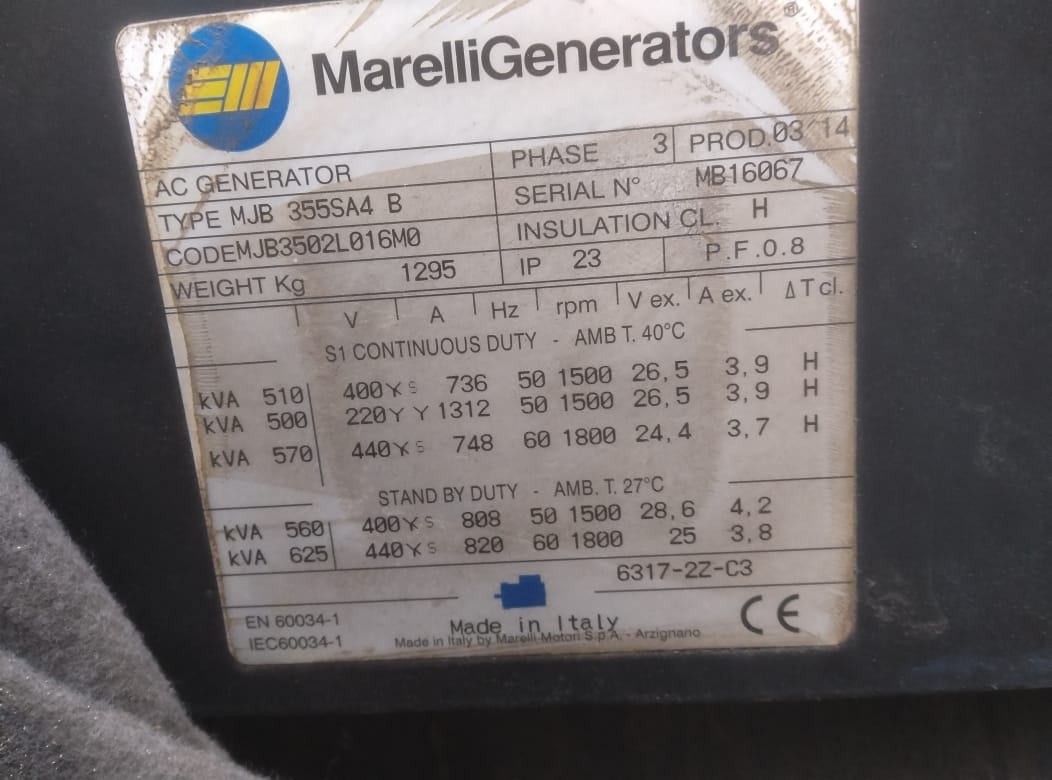 MarelliGenerators®
AC GENERATOR PHASE 3 PROD.03/14
TYPE MJB 355SA4 B SERIAL N° MB16067
CODEMJB3502L016M0 INSULATION CL. H
WEIGHT Kg 1295 IP 23 P.F.0.8
V A Hz rpm V ex. A ex. ΔT cl.
S1 CONTINUOUS DUTY - AMB T. 40°C
kVA 510 400Y S 736 50 1500 26,5 3,9 H
kVA 500 220Y Y 1312 50 1500 26,5 3,9 H
kVA 570 440Y S 748 60 1800 24,4 3,7 H
STAND BY DUTY - AMB. T. 27°C
kVA 560 400Y S 808 50 1500 28,6 4,2
kVA 625 440Y S 820 60 1800 25 3,8
6317-2Z-C3
EN 60034-1
IEC60034-1
Made in Italy
Made in Italy by Marelli Motori S.p.A. - Arzignano
CE